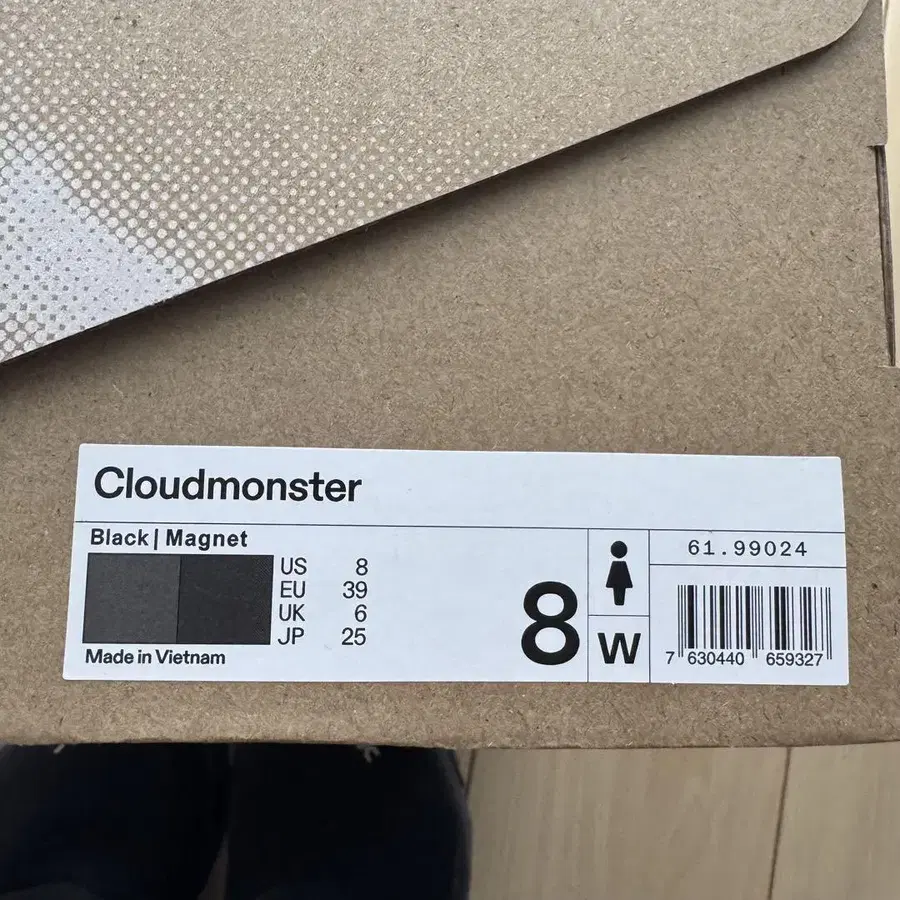 Cloudmonster
Black | Magnet
US 8
EU 39
UK 6
JP 25
Made in Vietnam
8
W
61.99024
7 630440 659327